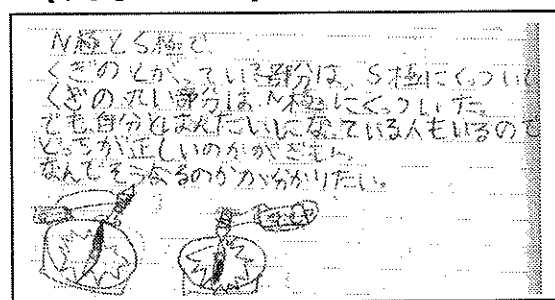 N極とS極で
くぎのとがっている部分は、S極にくっついた
くぎの丸い部分はN極にくっついた。
でも自分とはんたいになっている人もいるので
どっちが正しいのかがぎもん。
なんでそうなるのかが分かりたい。